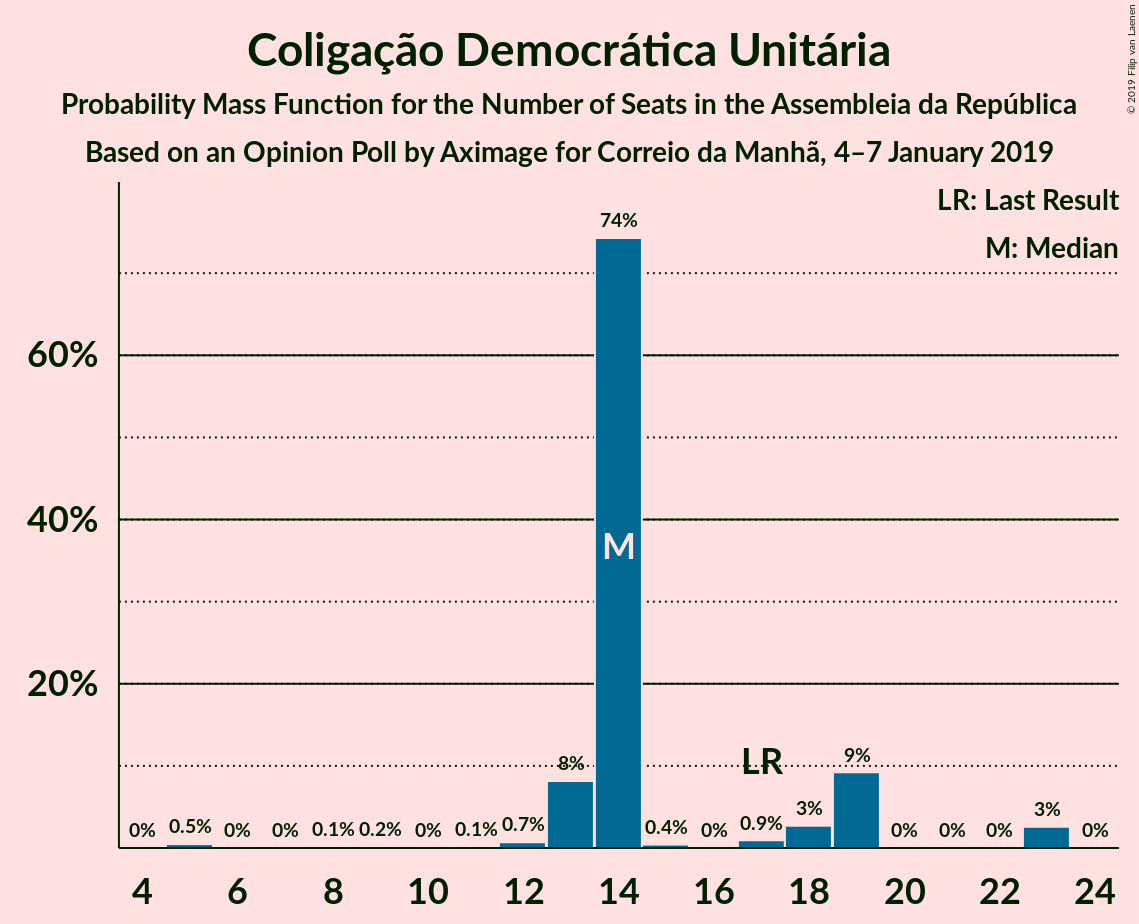 Coligação Democrática Unitária
Probability Mass Function for the Number of Seats in the Assembleia da República
Based on an Opinion Poll by Aximage for Correio da Manhã, 4–7 January 2019
© 2019 Filip van Laenen
LR: Last Result
M: Median
60%
40%
20%
0%
0.5%
0%
0%
0.1%
0.2%
0%
0.1%
0.7%
8%
74%
M
0.4%
0%
LR
0.9%
3%
9%
0%
0%
0%
3%
0%
4 6 8 10 12 14 16 18 20 22 24